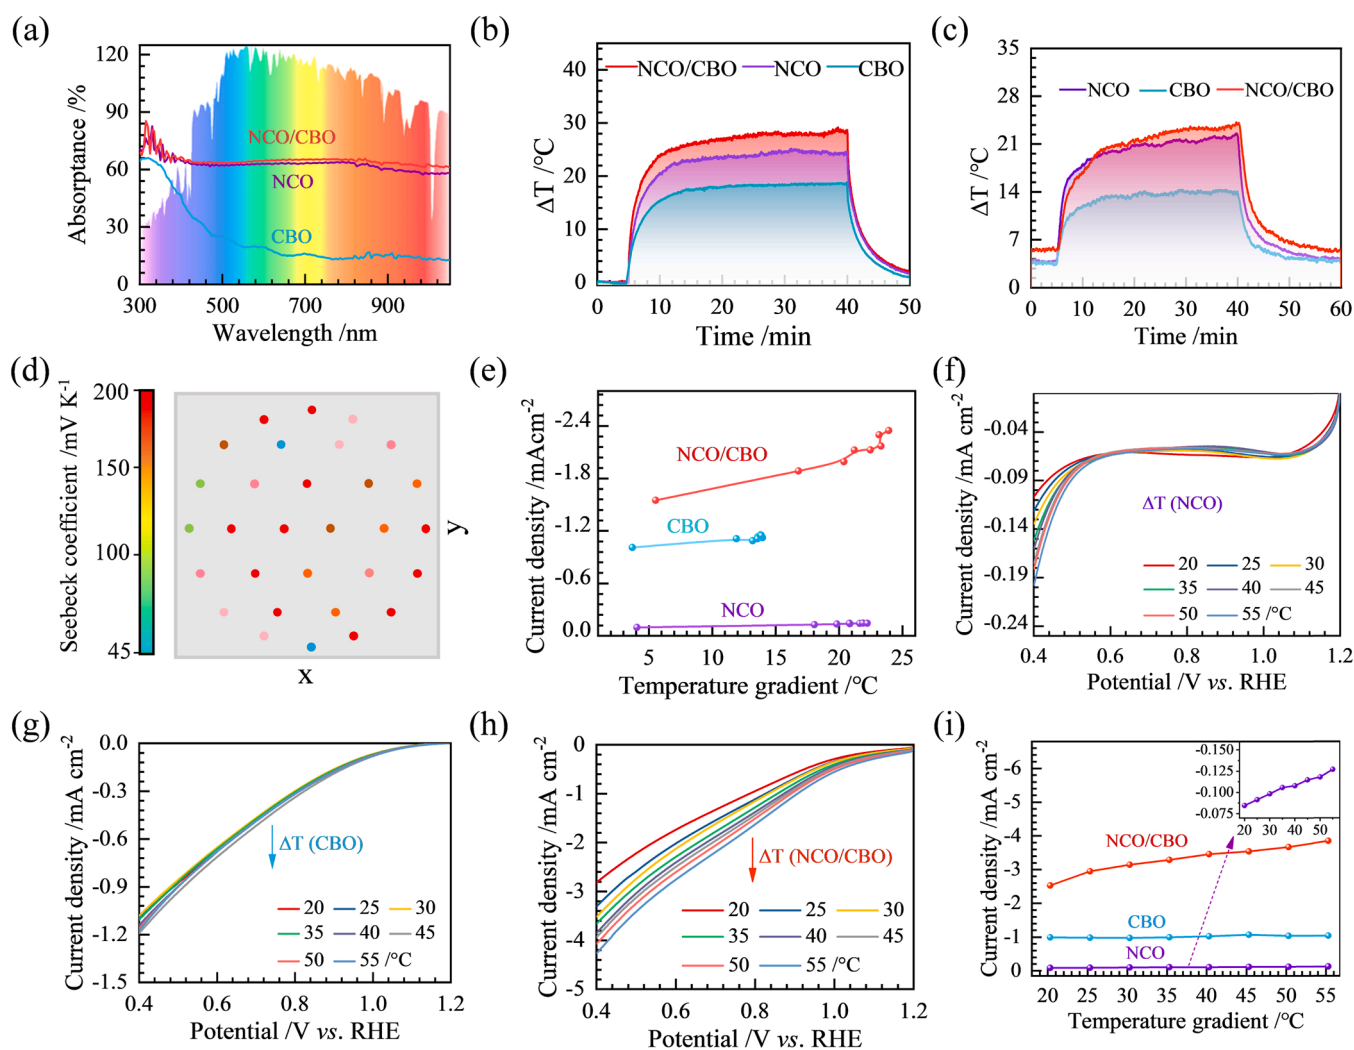 (a)
Absorptance /%
120
90
60
30
0
NCO/CBO
NCO
CBO
300
500
700
900
Wavelength /nm
(b)
ΔT /°C
40
30
20
10
0
NCO/CBO
NCO
CBO
0
10
20
30
40
50
Time /min
(c)
ΔT /°C
35
28
21
14
7
0
NCO
CBO
NCO/CBO
0
10
20
30
40
50
60
Time /min
(d)
Seebeck coefficient /mV K-1
200
150
100
45
x
y
(e)
Current density /mAcm-2
-2.4
-1.8
-1.2
-0.6
0.0
NCO/CBO
CBO
NCO
5
10
15
20
25
Temperature gradient /°C
(f)
Current density /mA cm-2
-0.04
-0.09
-0.14
-0.19
-0.24
ΔT (NCO)
20
25
30
35
40
45
50
55 /°C
0.4
0.6
0.8
1.0
1.2
Potential /V vs. RHE
(g)
Current density /mA cm-2
0.0
-0.3
-0.6
-0.9
-1.2
-1.5
ΔT (CBO)
20
25
30
35
40
45
50
55 /°C
0.4
0.6
0.8
1.0
1.2
Potential /V vs. RHE
(h)
Current density /mA cm-2
0
-1
-2
-3
-4
-5
ΔT (NCO/CBO)
20
25
30
35
40
45
50
55 /°C
0.4
0.6
0.8
1.0
1.2
Potential /V vs. RHE
(i)
Current density /mA cm-2
-6
-5
-4
-3
-2
-1
0
-0.150
-0.125
-0.100
-0.075
20
30
40
50
NCO/CBO
CBO
NCO
20
25
30
35
40
45
50
55
Temperature gradient /°C